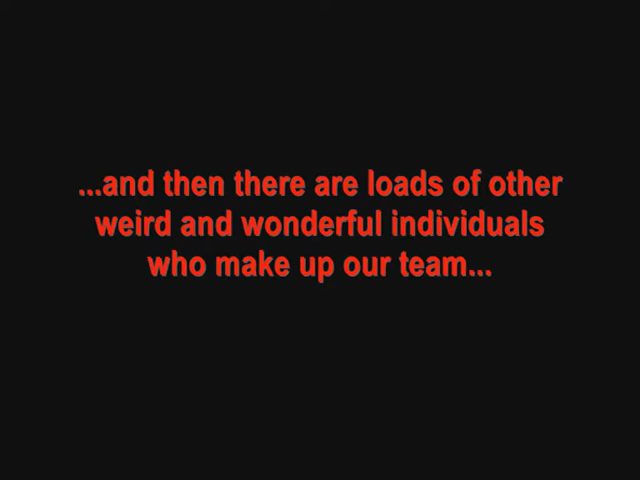 ...and then there are loads of other
weird and wonderful individuals
who make up our team...